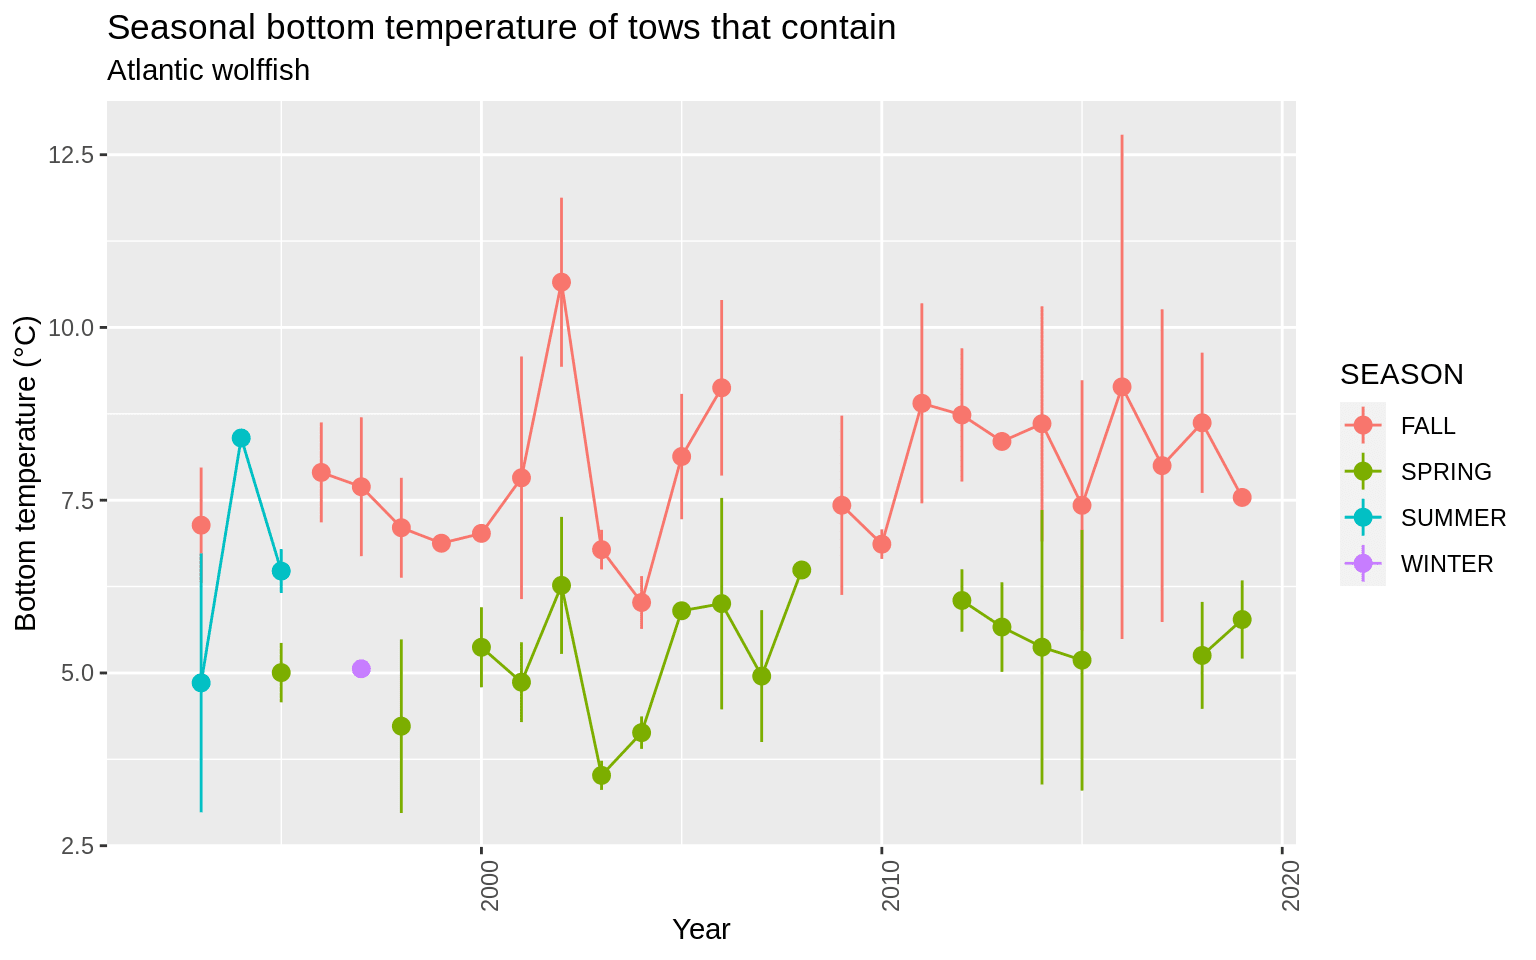 Seasonal bottom temperature of tows that contain
Atlantic wolffish
Bottom temperature (°C)
12.5
10.0
7.5
5.0
2.5
2000
2010
2020
Year
SEASON
FALL
SPRING
SUMMER
WINTER